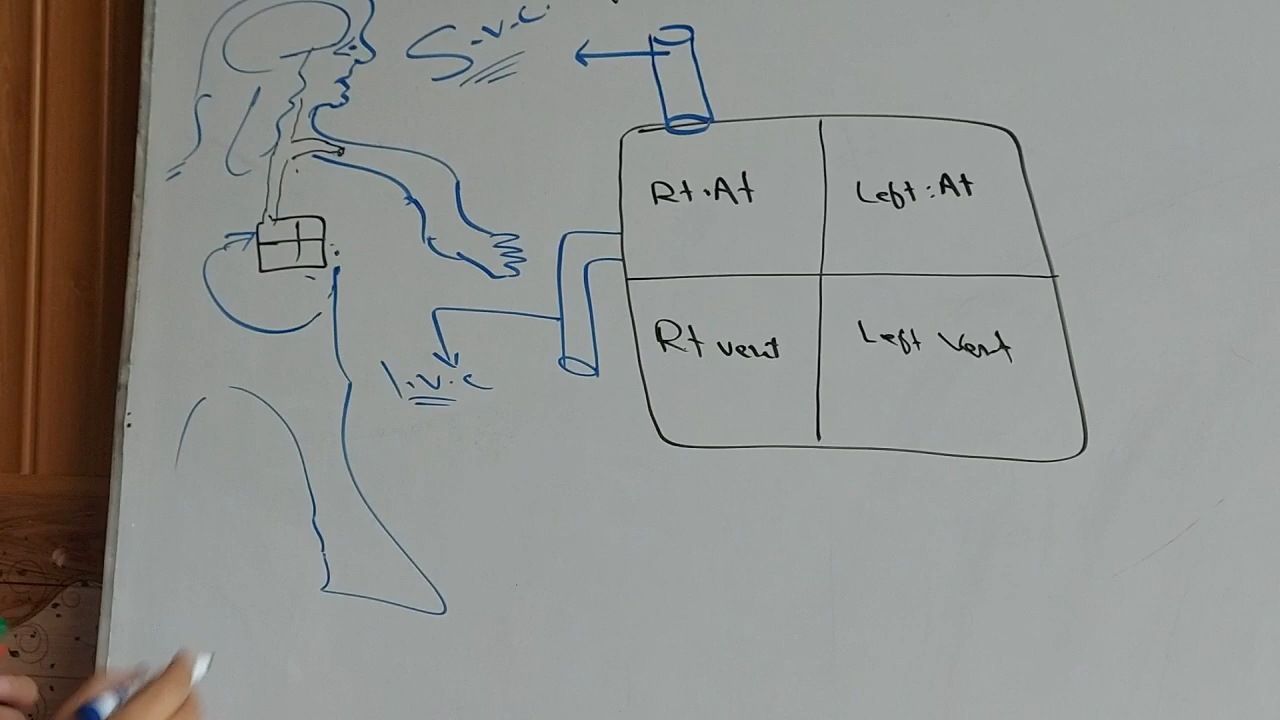 S.v.c
Rt.At
Left:At
Rt vent
Left Vent
I.v.c